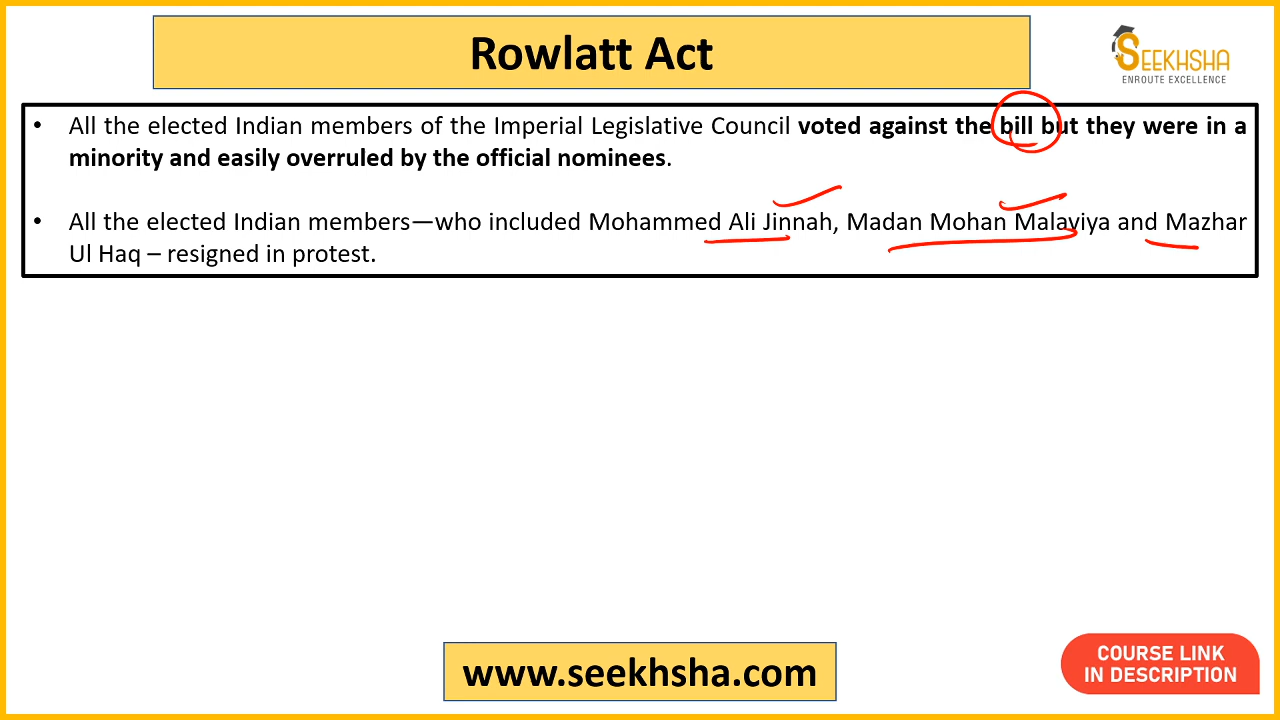 Rowlatt Act
SEEKHSHA
ENROUTE EXCELLENCE
• All the elected Indian members of the Imperial Legislative Council voted against the bill but they were in a
minority and easily overruled by the official nominees.
• All the elected Indian members—who included Mohammed Ali Jinnah, Madan Mohan Malaviya and Mazhar
Ul Haq – resigned in protest.
www.seekhsha.com
COURSE LINK
IN DESCRIPTION